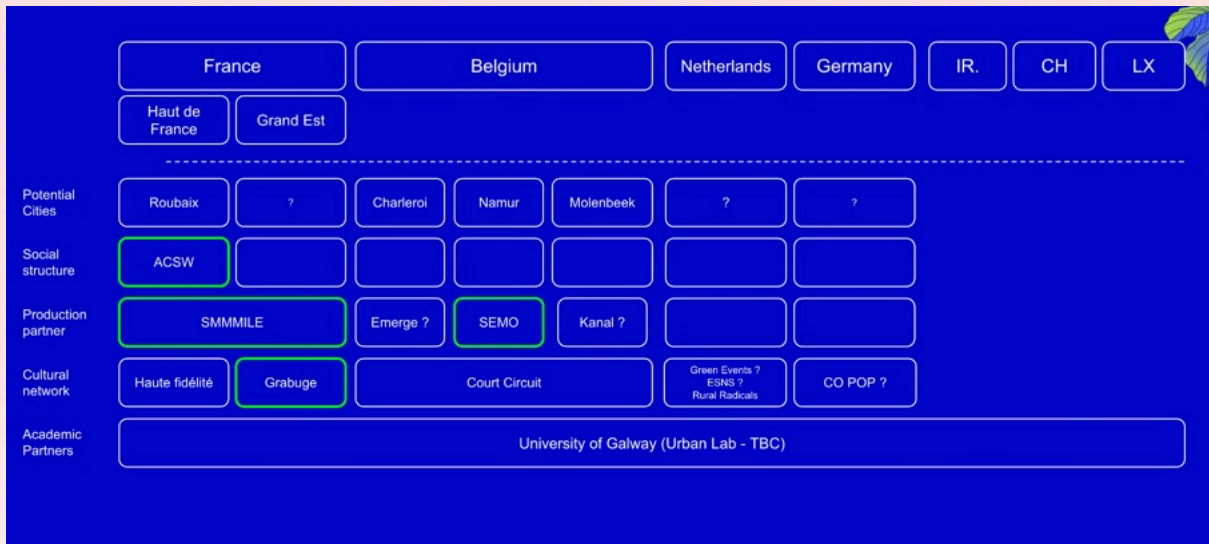 France
Belgium
Netherlands
Germany
IR.
CH
LX
Haut de
France
Grand Est
Potential
Cities
Roubaix
?
Charleroi
Namur
Molenbeek
?
?
Social
structure
ACSW
Production
partner
SMMMILE
Emerge ?
SEMO
Kanal ?
Cultural
network
Haute fidélité
Grabuge
Court Circuit
Green Events ?
ESNS ?
Rural Radicals
CO POP ?
Academic
Partners
University of Galway (Urban Lab - TBC)